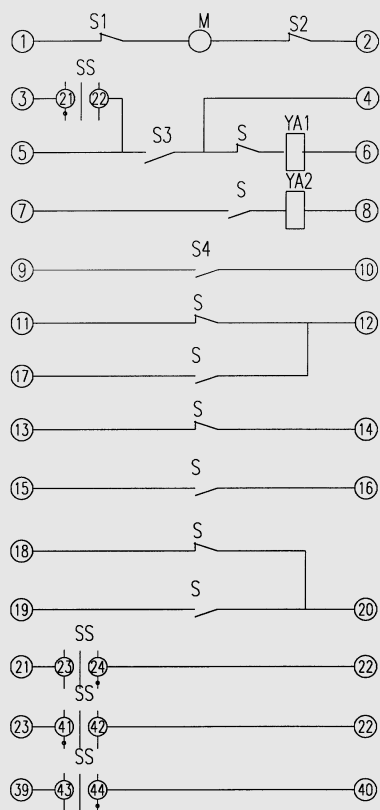 S1 M S2
1 2
SS
3 21 22 4
S3 S YA1
5 6
S YA2
7 8
S4
9 10
S
11 12
S
17
S
13 14
S
15 16
S
18
S
19 20
SS
21 23 24 22
SS
23 41 42 22
SS
39 43 44 40